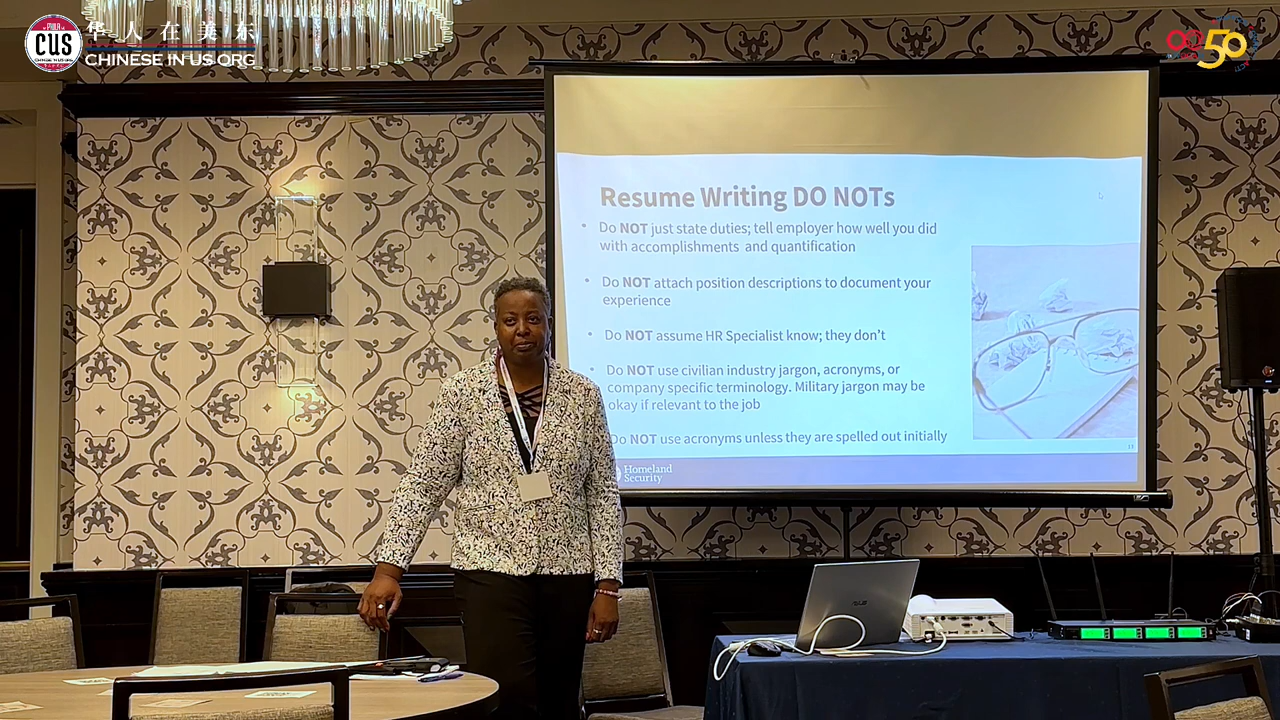 CUS
华人在美东
CHINESE IN US.ORG
50
Resume Writing DO NOTs
• Do NOT just state duties; tell employer how well you did
with accomplishments and quantification
• Do NOT attach position descriptions to document your
experience
• Do NOT assume HR Specialist know; they don't
• Do NOT use civilian industry jargon, acronyms, or
company specific terminology. Military jargon may be
okay if relevant to the job
Do NOT use acronyms unless they are spelled out initially
Homeland
Security
13
ASUS